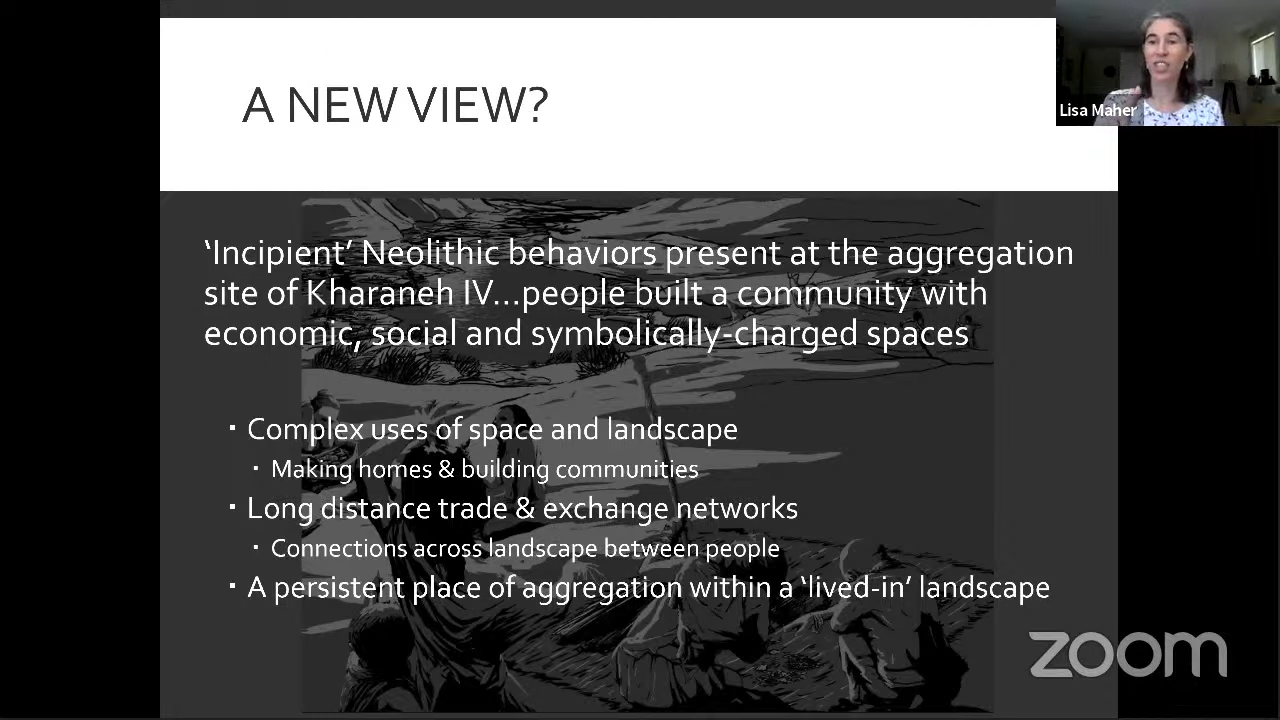 A NEW VIEW?
Lisa Maher
‘Incipient’ Neolithic behaviors present at the aggregation
site of Kharaneh IV...people built a community with
economic, social and symbolically-charged spaces
▪ Complex uses of space and landscape
▪ Making homes & building communities
▪ Long distance trade & exchange networks
▪ Connections across landscape between people
▪ A persistent place of aggregation within a ‘lived-in’ landscape
zoom